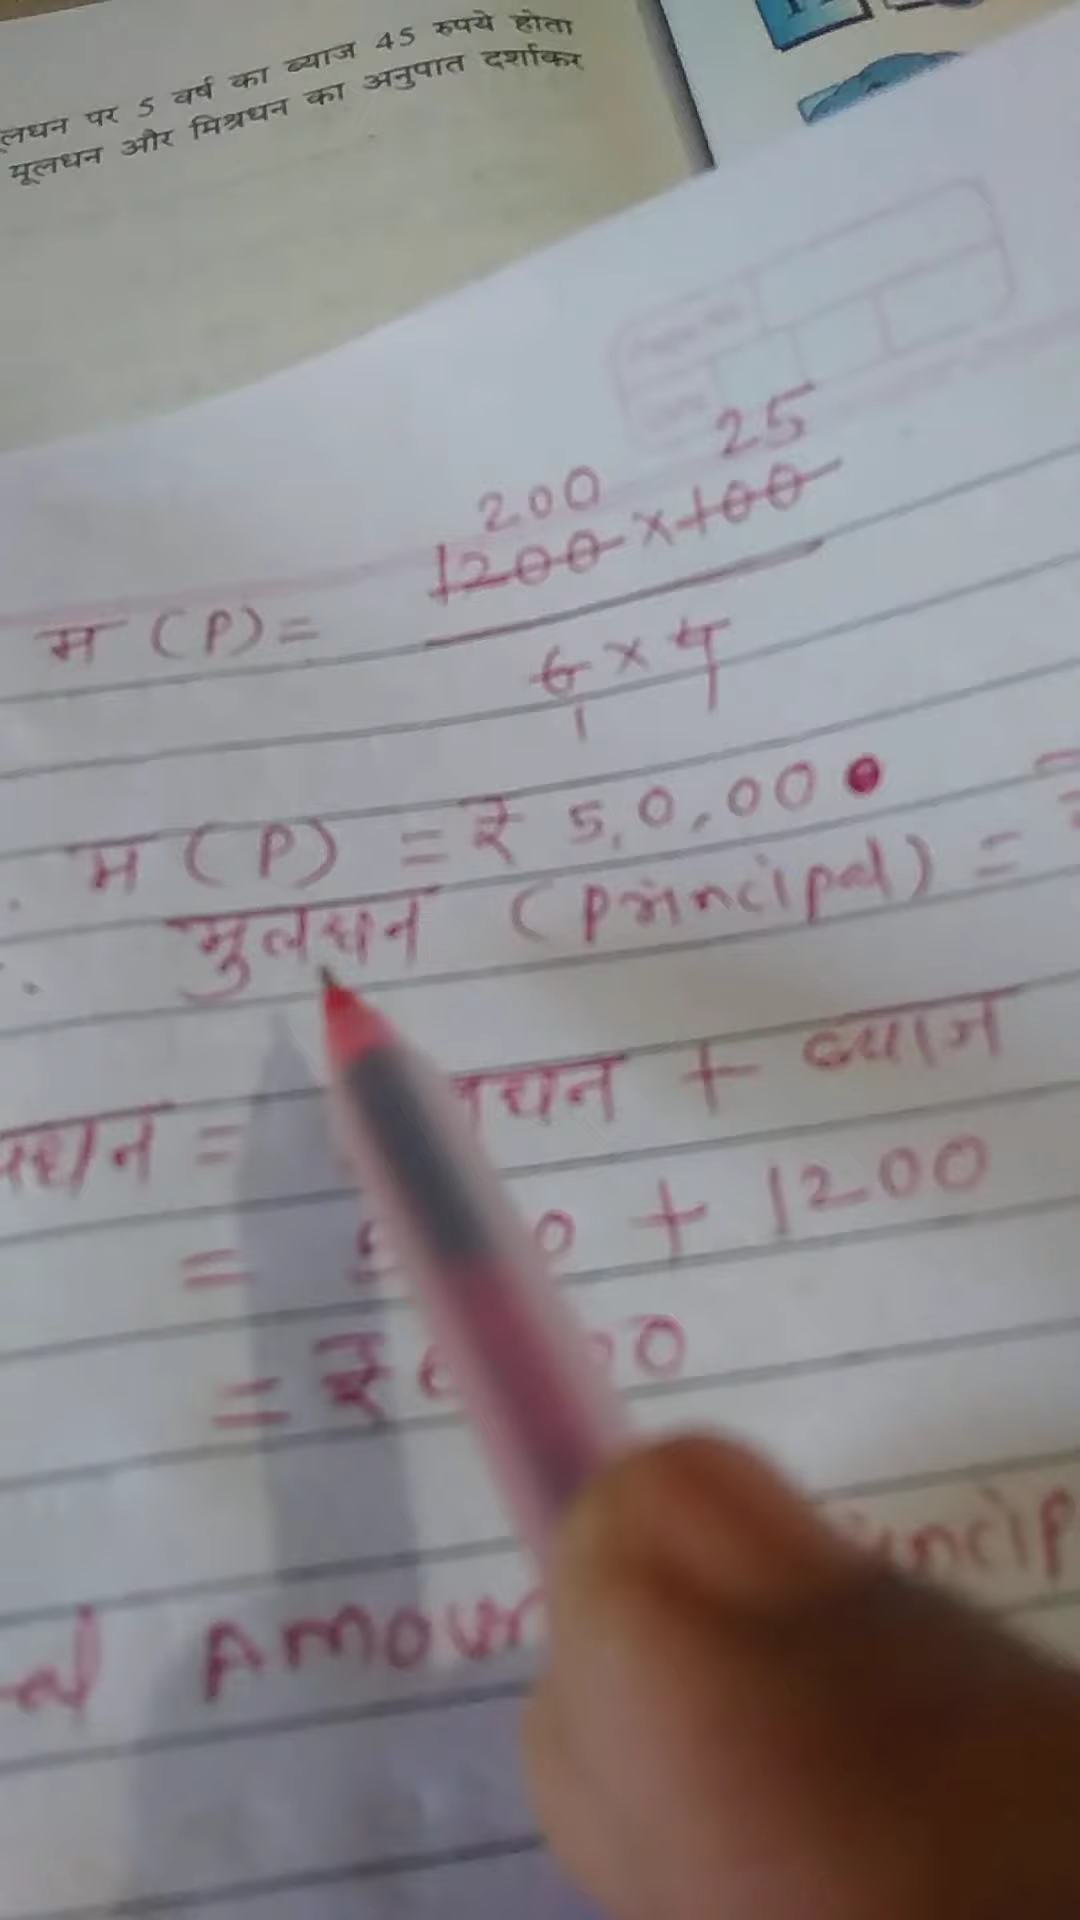 मूलधन पर 5 वर्ष का ब्याज 45 रुपये होता
मूलधन और मिश्रधन का अनुपात दर्शाकर
200 25
1200 × 100
म (P) =
6 × 4
1 1
म (P) = ₹ 5,0,00
मुलधन (principal) =
= + ब्याज
= + 1200
= ₹